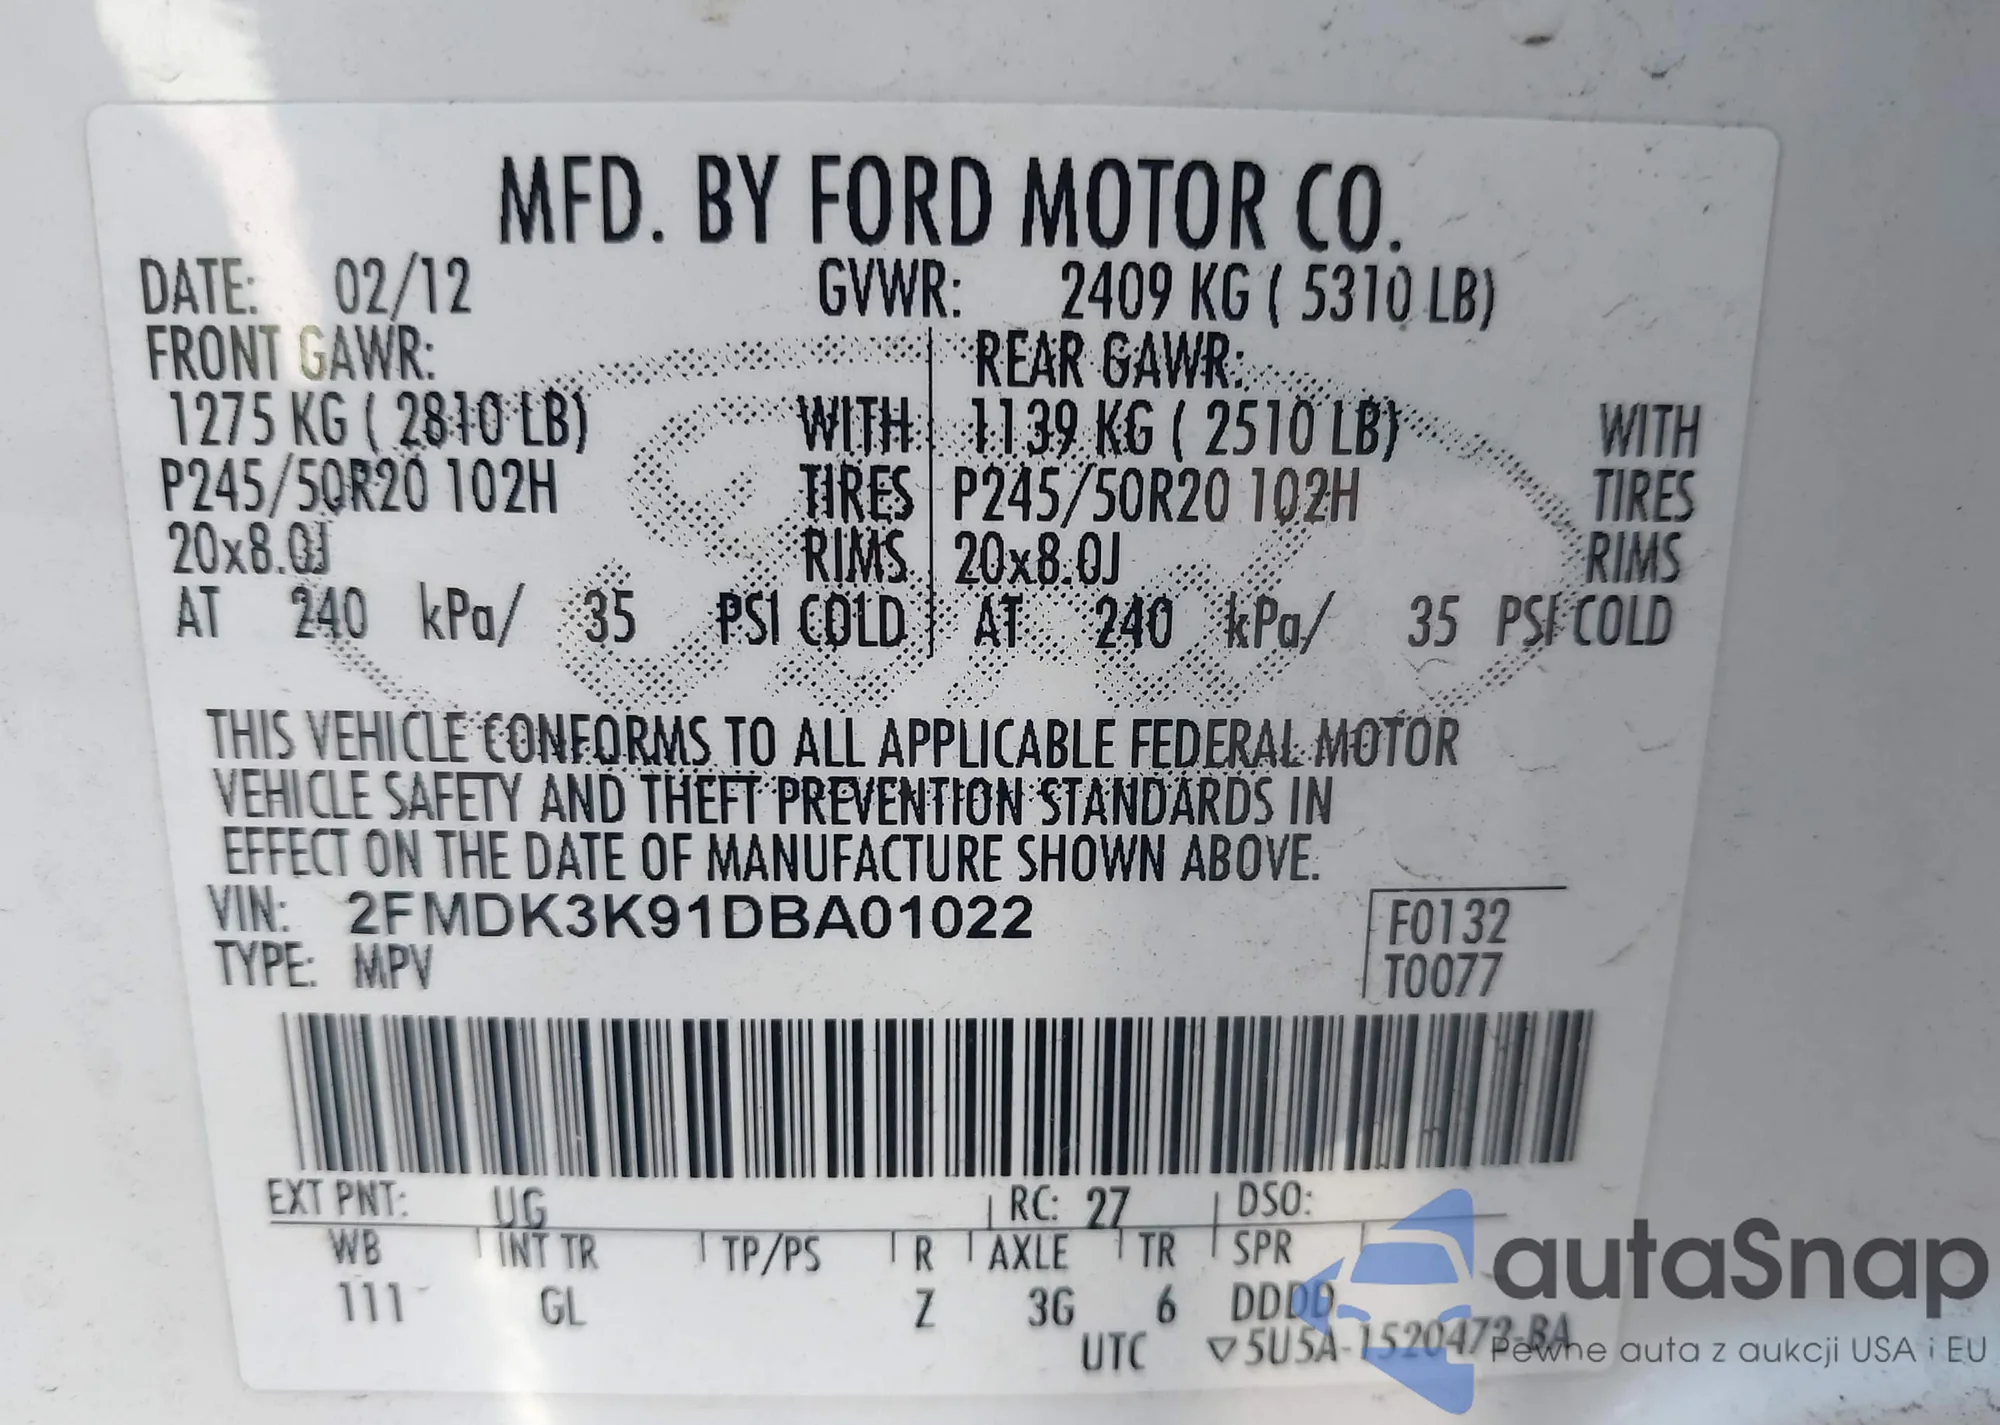 MFD. BY FORD MOTOR CO.
DATE: 02/12 GVWR: 2409 KG ( 5310 LB)
FRONT GAWR: REAR GAWR:
1275 KG ( 2810 LB) WITH 1139 KG ( 2510 LB) WITH
P245/50R20 102H TIRES P245/50R20 102H TIRES
20x8.0J RIMS 20x8.0J RIMS
AT 240 kPa/ 35 PSI COLD AT 240 kPa/ 35 PSI COLD
THIS VEHICLE CONFORMS TO ALL APPLICABLE FEDERAL MOTOR
VEHICLE SAFETY AND THEFT PREVENTION STANDARDS IN
EFFECT ON THE DATE OF MANUFACTURE SHOWN ABOVE.
VIN: 2FMDK3K91DBA01022 F0132
TYPE: MPV T0077
EXT PNT: UG RC: 27 DSO:
WB INT TR TP/PS R AXLE TR SPR
111 GL Z 3G 6 DDDD
UTC ▽5U5A-1520472-BA
autaSnap
Pewne auta z aukcji USA i EU